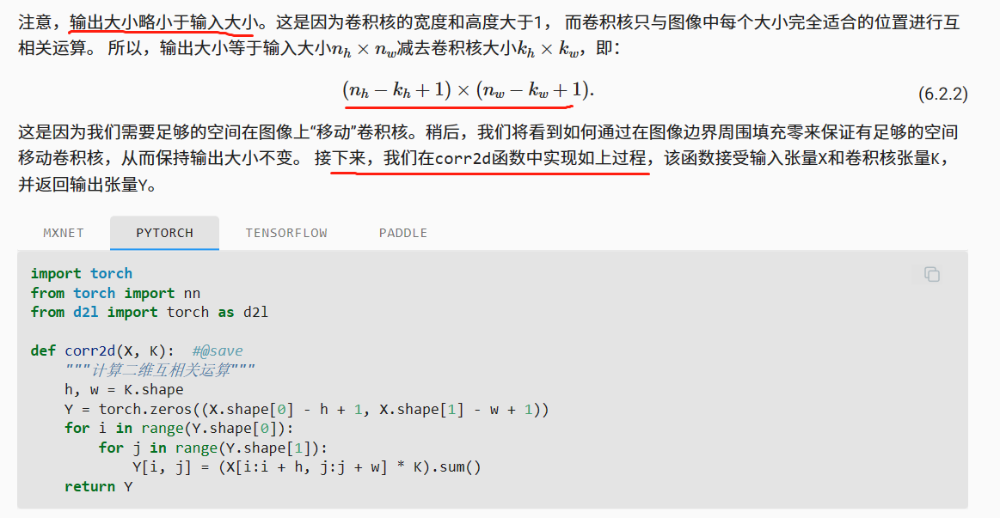 注意，输出大小略小于输入大小。这是因为卷积核的宽度和高度大于1， 而卷积核只与图像中每个大小完全适合的位置进行互
相关运算。 所以，输出大小等于输入大小nₕ × n_w减去卷积核大小kₕ × k_w，即：
(nₕ − kₕ + 1) × (n_w − k_w + 1).
(6.2.2)
这是因为我们需要足够的空间在图像上“移动”卷积核。稍后，我们将看到如何通过在图像边界周围填充零来保证有足够的空间
移动卷积核，从而保持输出大小不变。 接下来，我们在corr2d函数中实现如上过程，该函数接受输入张量X和卷积核张量K，
并返回输出张量Y。
MXNET PYTORCH TENSORFLOW PADDLE
import torch
from torch import nn
from d2l import torch as d2l
def corr2d(X, K):  #@save
    """计算二维互相关运算"""
    h, w = K.shape
    Y = torch.zeros((X.shape[0] - h + 1, X.shape[1] - w + 1))
    for i in range(Y.shape[0]):
        for j in range(Y.shape[1]):
            Y[i, j] = (X[i:i + h, j:j + w] * K).sum()
    return Y